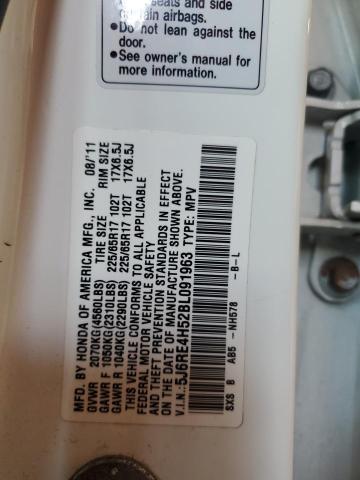 seats and side
airbags.
●Do not lean against the
door.
●See owner's manual for
more information.
MFD. BY HONDA OF AMERICA MFG., INC. 08/'11
GVWR 2070KG(4560LBS) TIRE SIZE RIM SIZE
GAWR F 1050KG(2310LBS) 225/65R17 102T 17X6.5J
GAWR R 1040KG(2290LBS) 225/65R17 102T 17X6.5J
THIS VEHICLE CONFORMS TO ALL APPLICABLE
FEDERAL MOTOR VEHICLE SAFETY
AND THEFT PREVENTION STANDARDS IN EFFECT
ON THE DATE OF MANUFACTURE SHOWN ABOVE.
V.I.N.:5J6RE4H52BL091963 TYPE: MPV
SXS B AB5 -NH578 -B-L